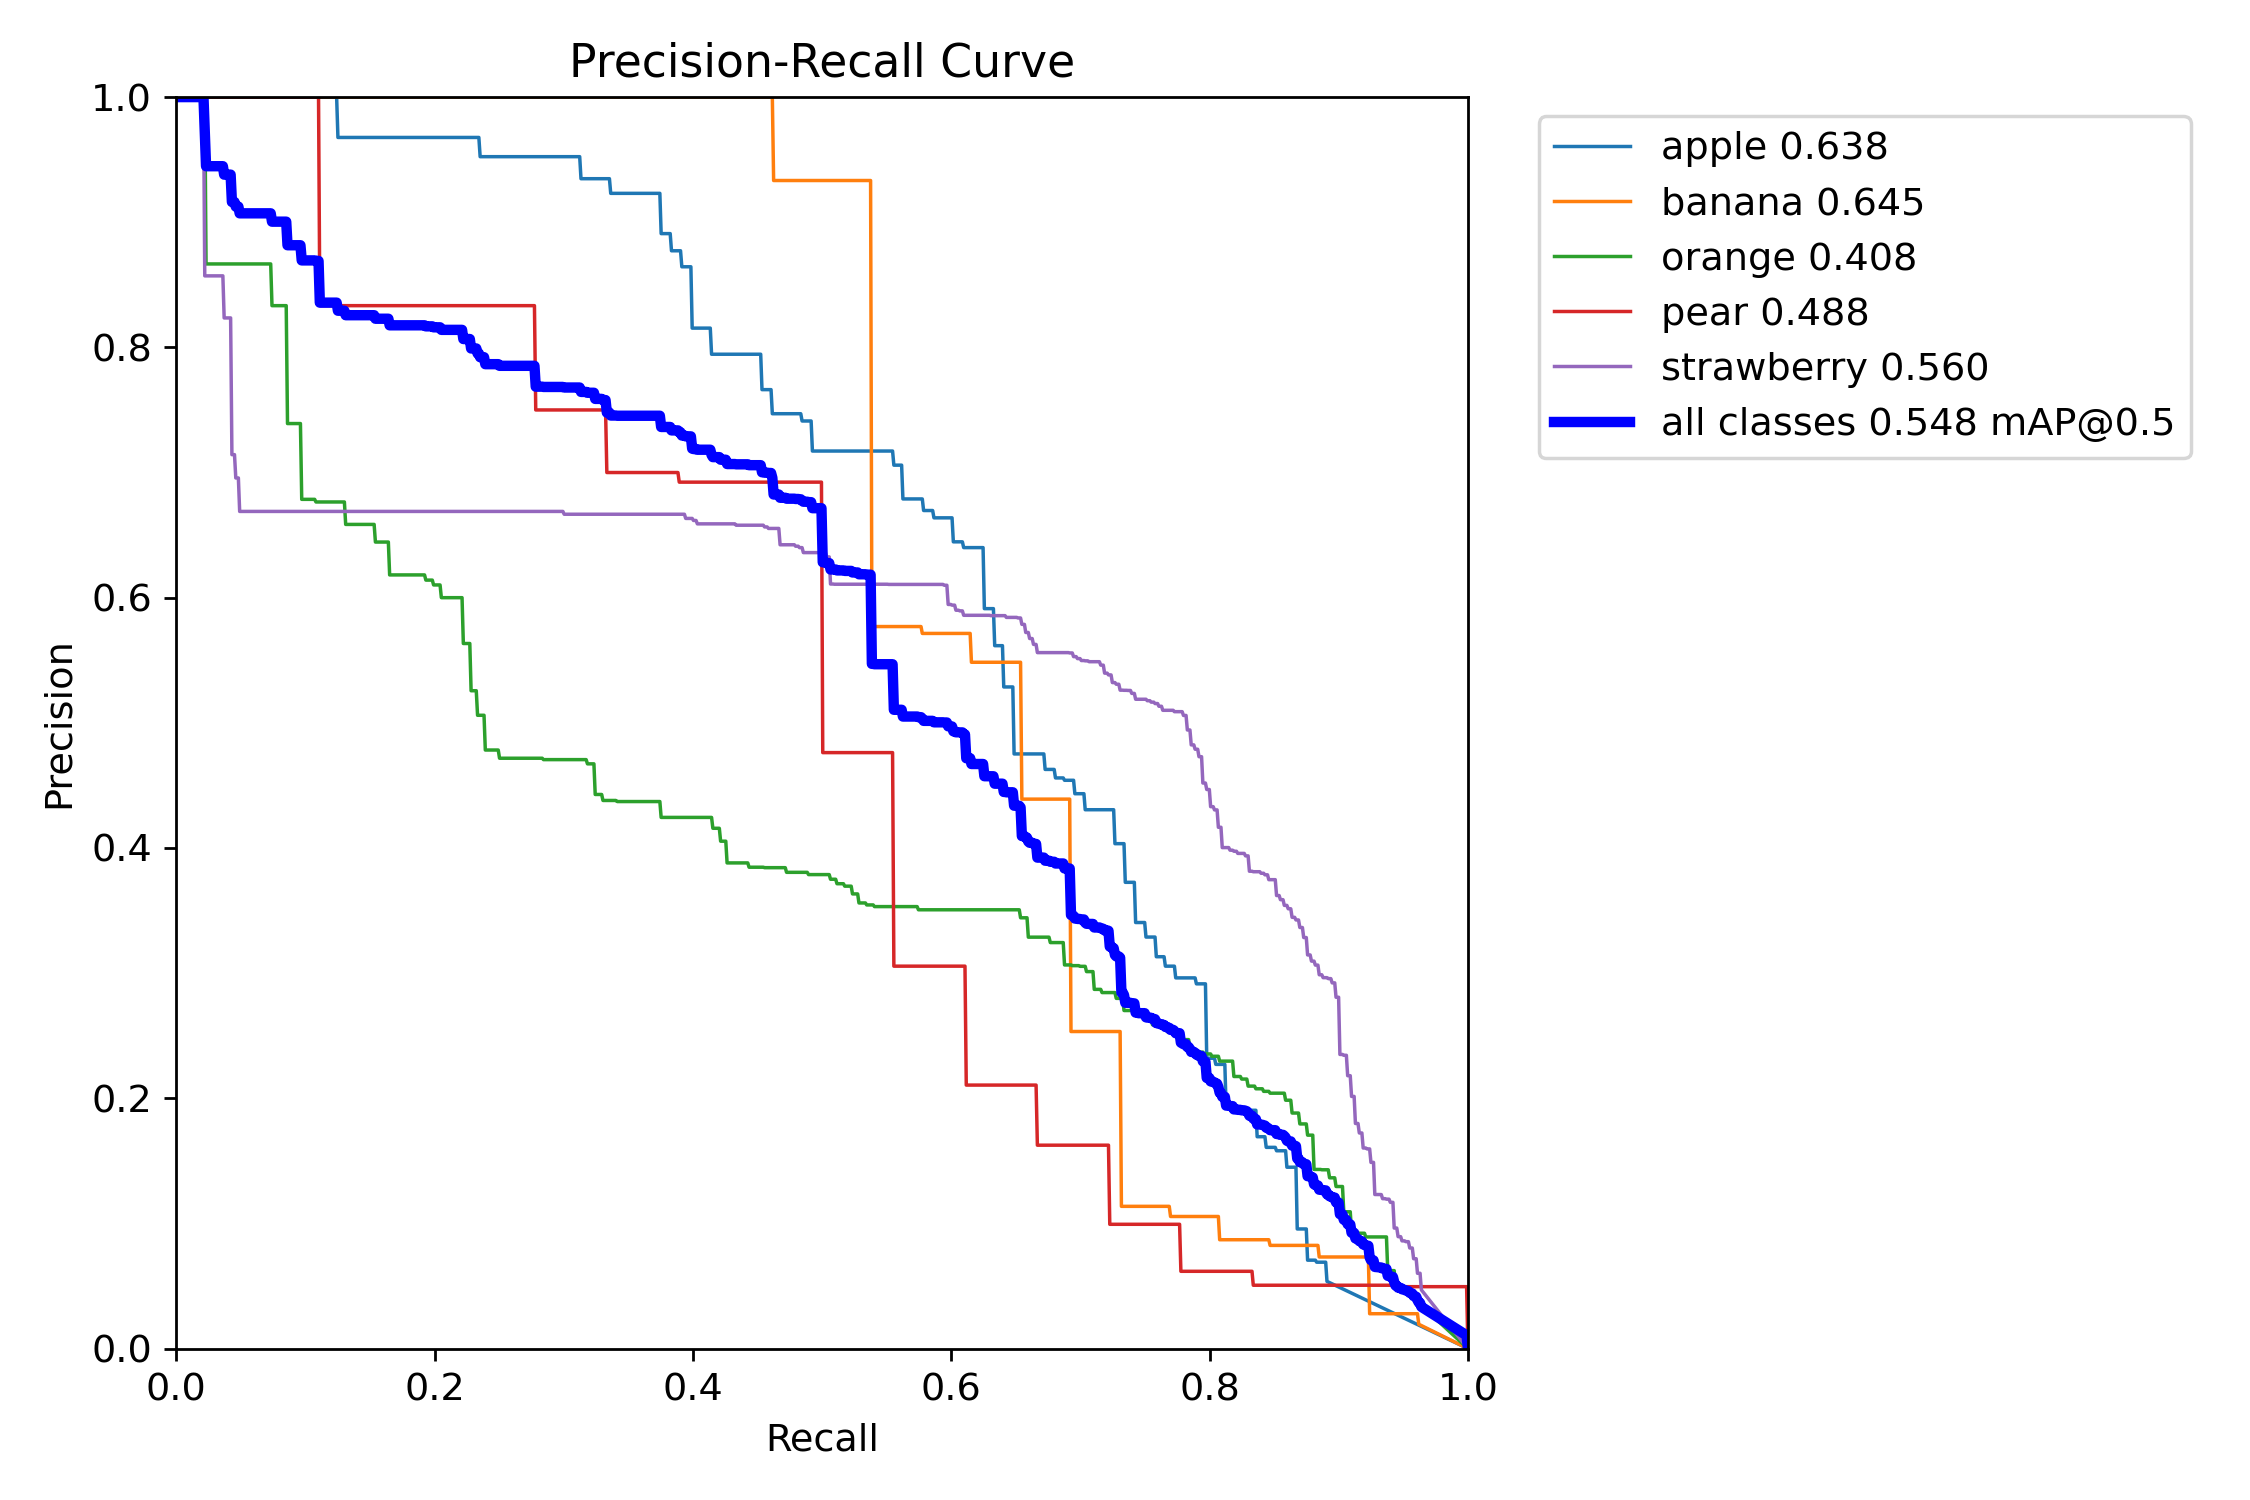 Precision-Recall Curve
1.0
0.8
0.6
0.4
0.2
0.0
Precision
0.0 0.2 0.4 0.6 0.8 1.0
Recall
apple 0.638
banana 0.645
orange 0.408
pear 0.488
strawberry 0.560
all classes 0.548 mAP@0.5